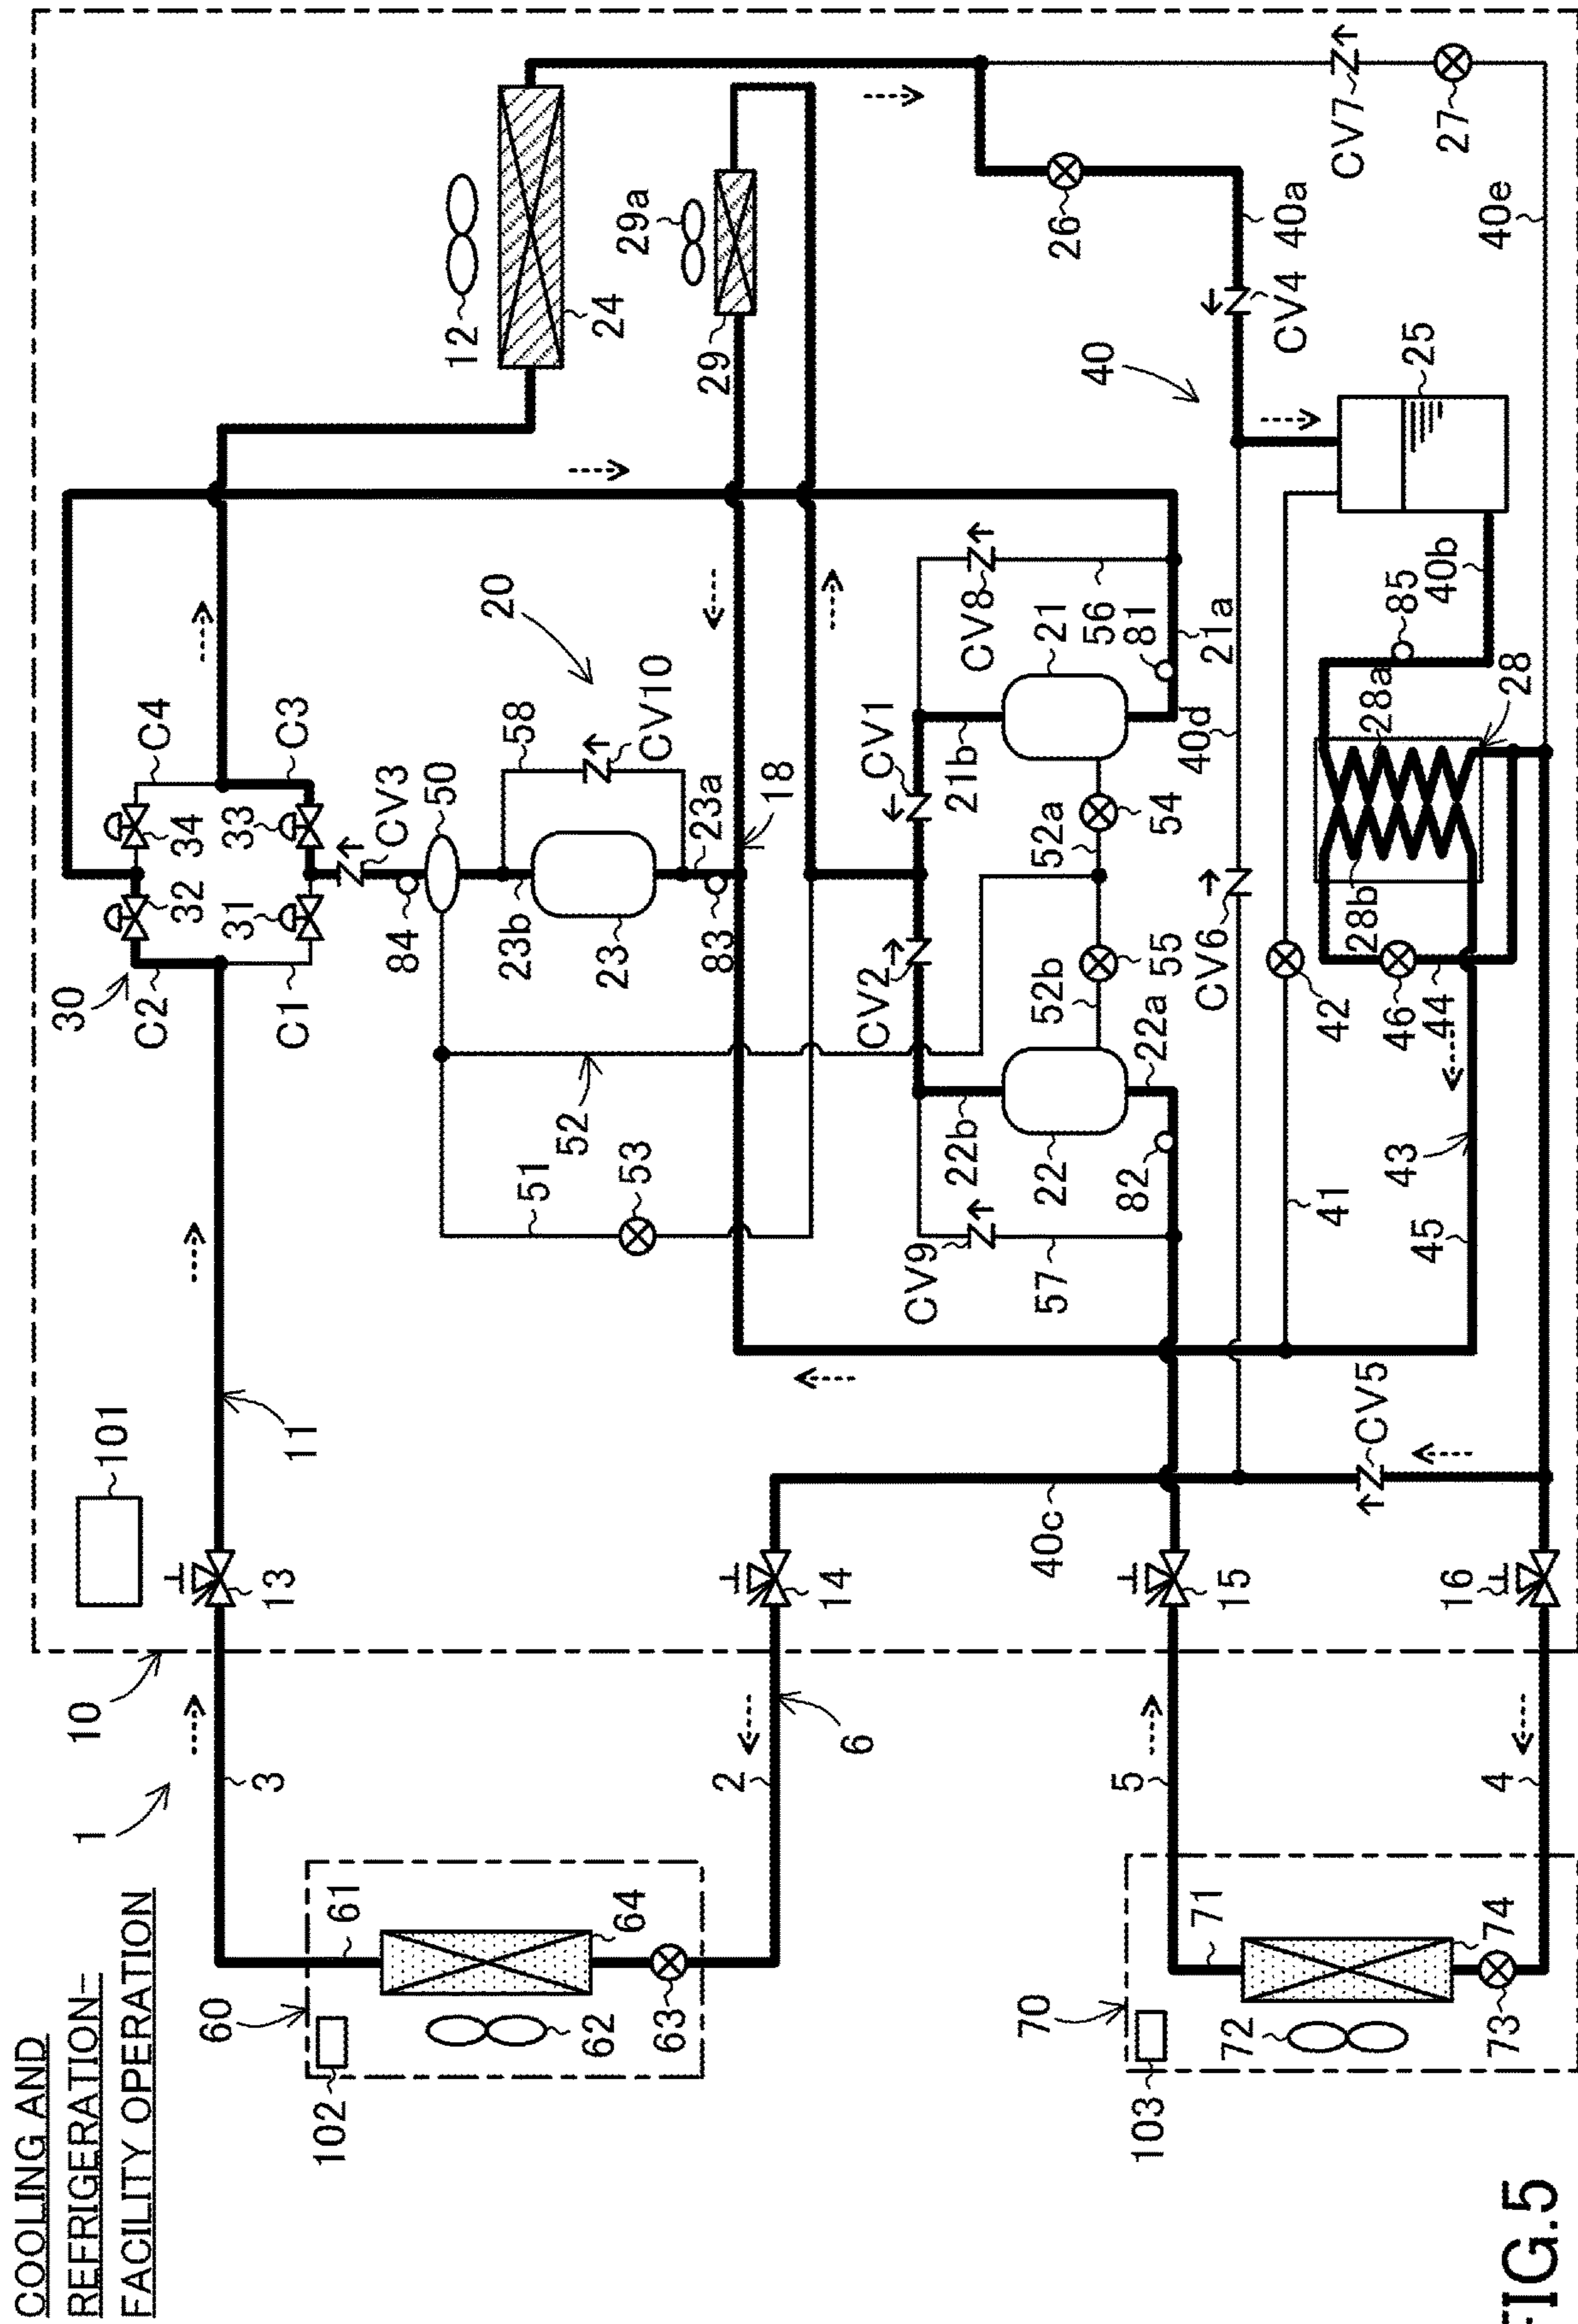 COOLING AND
REFRIGERATION-
FACILITY OPERATION
1
10
101
11
30
C2
C1
C4
C3
32
31
34
33
CV3
84
50
58
CV10
23b
23
23a
83
18
20
12
24
29a
29
3
13
60
102
61
62
64
63
2
6
14
51
52
53
CV2
CV1
22b
22
22a
82
CV9
57
52b
52a
55
54
21b
21
21a
81
CV8
56
26
40a
CV4
40
CV7
27
40e
25
40b
85
28a
28b
28
40d
CV6
42
46
44
43
41
45
CV5
40c
15
16
5
4
70
103
71
72
74
73
FIG.5